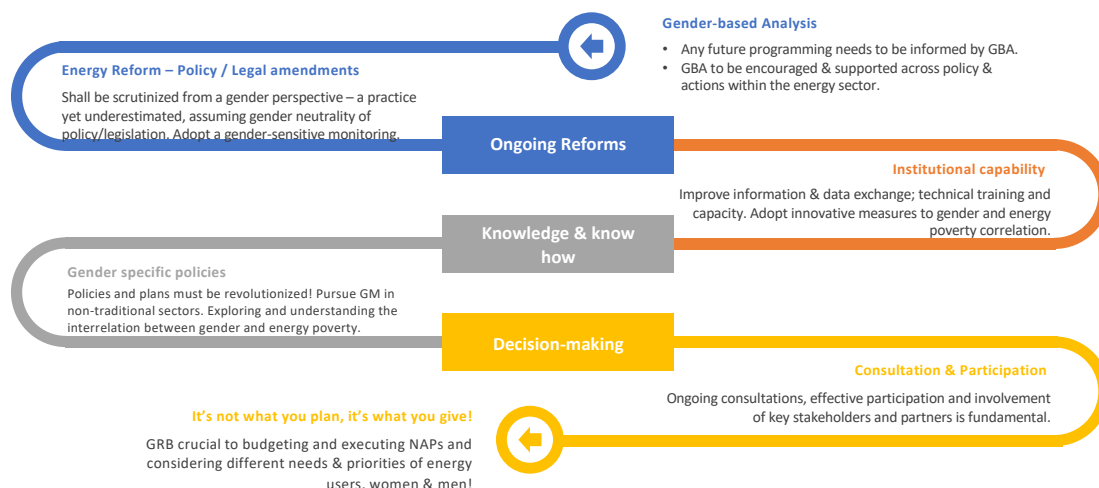 Gender-based Analysis
• Any future programming needs to be informed by GBA.
• GBA to be encouraged & supported across policy &
actions within the energy sector.
Energy Reform – Policy / Legal amendments
Shall be scrutinized from a gender perspective – a practice
yet underestimated, assuming gender neutrality of
policy/legislation. Adopt a gender-sensitive monitoring.
Ongoing Reforms
Institutional capability
Improve information & data exchange; technical training and
capacity. Adopt innovative measures to gender and energy
poverty correlation.
Knowledge & know
how
Gender specific policies
Policies and plans must be revolutionized! Pursue GM in
non-traditional sectors. Exploring and understanding the
interrelation between gender and energy poverty.
Decision-making
Consultation & Participation
Ongoing consultations, effective participation and involvement
of key stakeholders and partners is fundamental.
It's not what you plan, it's what you give!
GRB crucial to budgeting and executing NAPs and
considering different needs & priorities of energy
users, women & men!